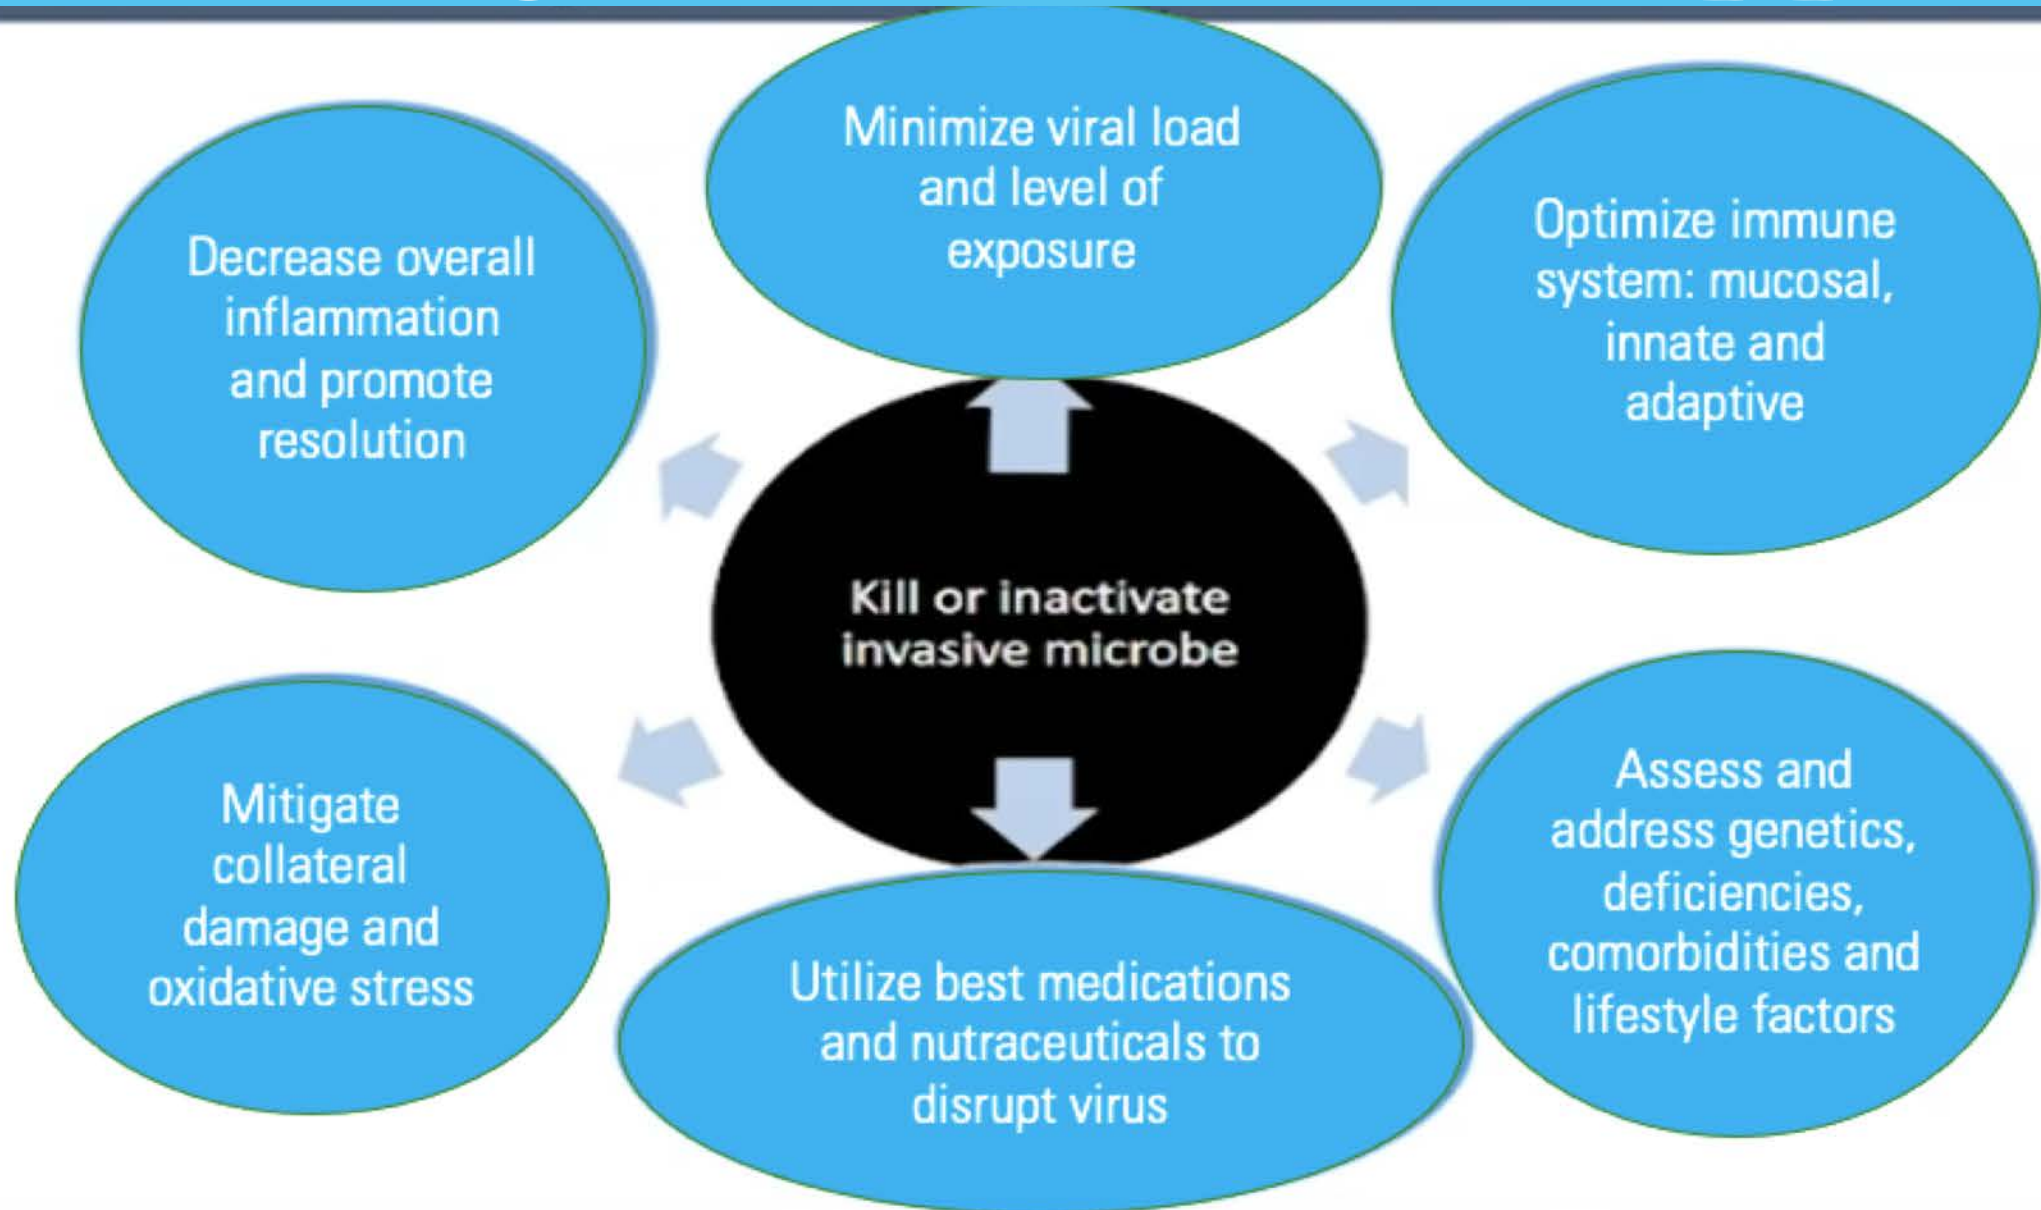 Minimize viral load
and level of
exposure
Optimize immune
system: mucosal,
innate and
adaptive
Assess and
address genetics,
deficiencies,
comorbidities and
lifestyle factors
Utilize best medications
and nutraceuticals to
disrupt virus
Mitigate
collateral
damage and
oxidative stress
Decrease overall
inflammation
and promote
resolution
Kill or inactivate
invasive microbe